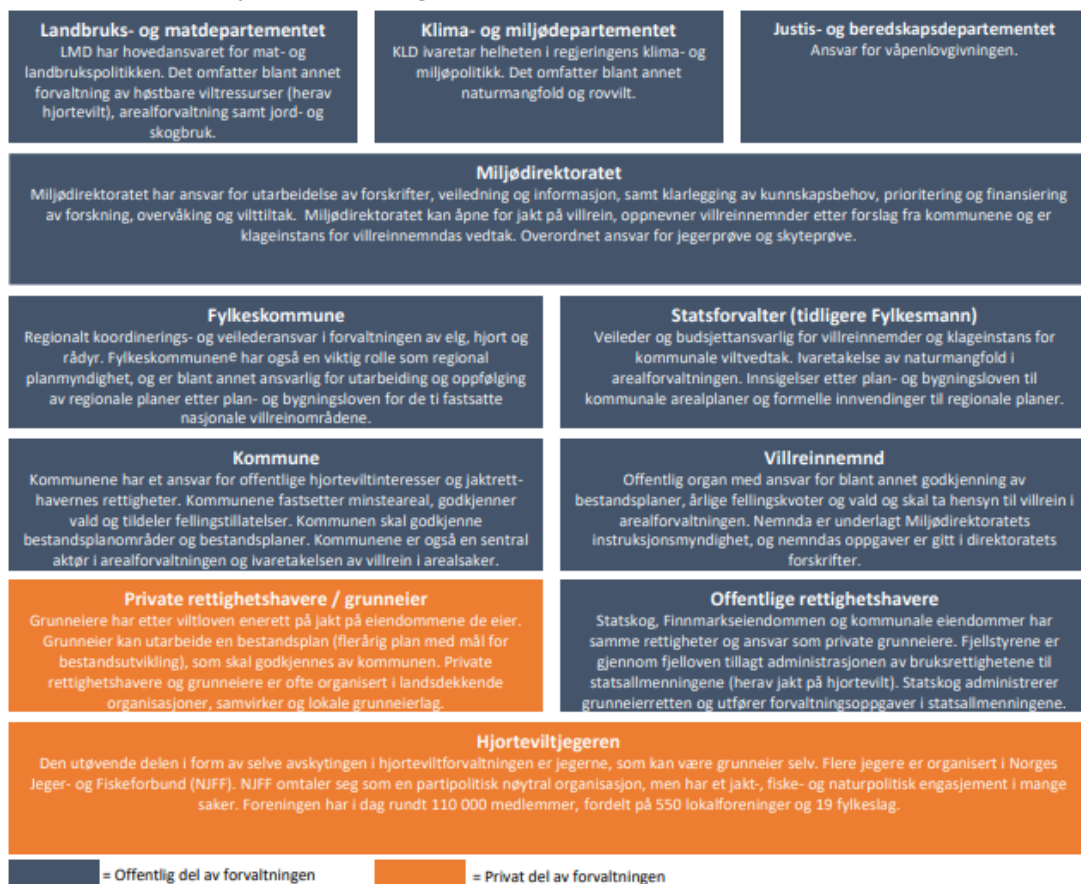 Landbruks- og matdepartementet
LMD har hovedansvaret for mat- og
landbrukspolitikken. Det omfatter blant annet
forvaltning av høstbare viltressurser (herav
hjortevilt), arealforvaltning samt jord- og
skogbruk.
Klima- og miljødepartementet
KLD ivaretar helheten i regjeringens klima- og
miljøpolitikk. Det omfatter blant annet
naturmangfold og rovvilt.
Justis- og beredskapsdepartementet
Ansvar for våpenlovgivningen.
Miljødirektoratet
Miljødirektoratet har ansvar for utarbeidelse av forskrifter, veiledning og informasjon, samt klarlegging av kunnskapsbehov, prioritering og finansiering
av forskning, overvåking og vilttiltak. Miljødirektoratet kan åpne for jakt på villrein, oppnevner villreinnemnder etter forslag fra kommunene og er
klageinstans for villreinnemndas vedtak. Overordnet ansvar for jegerprøve og skyteprøve.
Fylkeskommune
Regionalt koordinerings- og veilederansvar i forvaltningen av elg, hjort og
rådyr. Fylkeskommunene har også en viktig rolle som regional
planmyndighet, og er blant annet ansvarlig for utarbeiding og oppfølging
av regionale planer etter plan- og bygningsloven for de ti fastsatte
nasjonale villreinområdene.
Statsforvalter (tidligere Fylkesmann)
Veileder og budsjettansvarlig for villreinnemder og klageinstans for
kommunale viltvedtak. Ivaretakelse av naturmangfold i
arealforvaltningen. Innsigelser etter plan- og bygningsloven til
kommunale arealplaner og formelle innvendinger til regionale planer.
Kommune
Kommunene har et ansvar for offentlige hjorteviltinteresser og jaktrett-
havernes rettigheter. Kommunene fastsetter minsteareal, godkjenner
vald og tildeler fellingstillatelser. Kommunen skal godkjenne
bestandsplanområder og bestandsplaner. Kommunene er også en sentral
aktør i arealforvaltningen og ivaretakelsen av villrein i arealsaker.
Villreinnemnd
Offentlig organ med ansvar for blant annet godkjenning av
bestandsplaner, årlige fellingskvoter og vald og skal ta hensyn til villrein i
arealforvaltningen. Nemnda er underlagt Miljødirektoratets
instruksjonsmyndighet, og nemndas oppgaver er gitt i direktoratets
forskrifter.
Private rettighetshavere / grunneier
Grunneiere har etter viltloven enerett på jakt på eiendommene de eier.
Grunneier kan utarbeide en bestandsplan (flerårig plan med mål for
bestandsutvikling), som skal godkjennes av kommunen. Private
rettighetshavere og grunneiere er ofte organisert i landsdekkende
organisasjoner, samvirker og lokale grunneierlag.
Offentlige rettighetshavere
Statskog, Finnmarkseiendommen og kommunale eiendommer har
samme rettigheter og ansvar som private grunneiere. Fjellstyrene er
gjennom fjelloven tillagt administrasjonen av bruksrettighetene til
statsallmenningene (herav jakt på hjortevilt). Statskog administrerer
grunneierretten og utfører forvaltningsoppgaver i statsallmenningene.
Hjorteviltjegeren
Den utøvende delen i form av selve avskytingen i hjorteviltforvaltningen er jegerne, som kan være grunneier selv. Flere jegere er organisert i Norges
Jeger- og Fiskeforbund (NJFF). NJFF omtaler seg som en partipolitisk nøytral organisasjon, men har et jakt-, fiske- og naturpolitisk engasjement i mange
saker. Foreningen har i dag rundt 110 000 medlemmer, fordelt på 550 lokalforeninger og 19 fylkeslag.
= Offentlig del av forvaltningen
= Privat del av forvaltningen